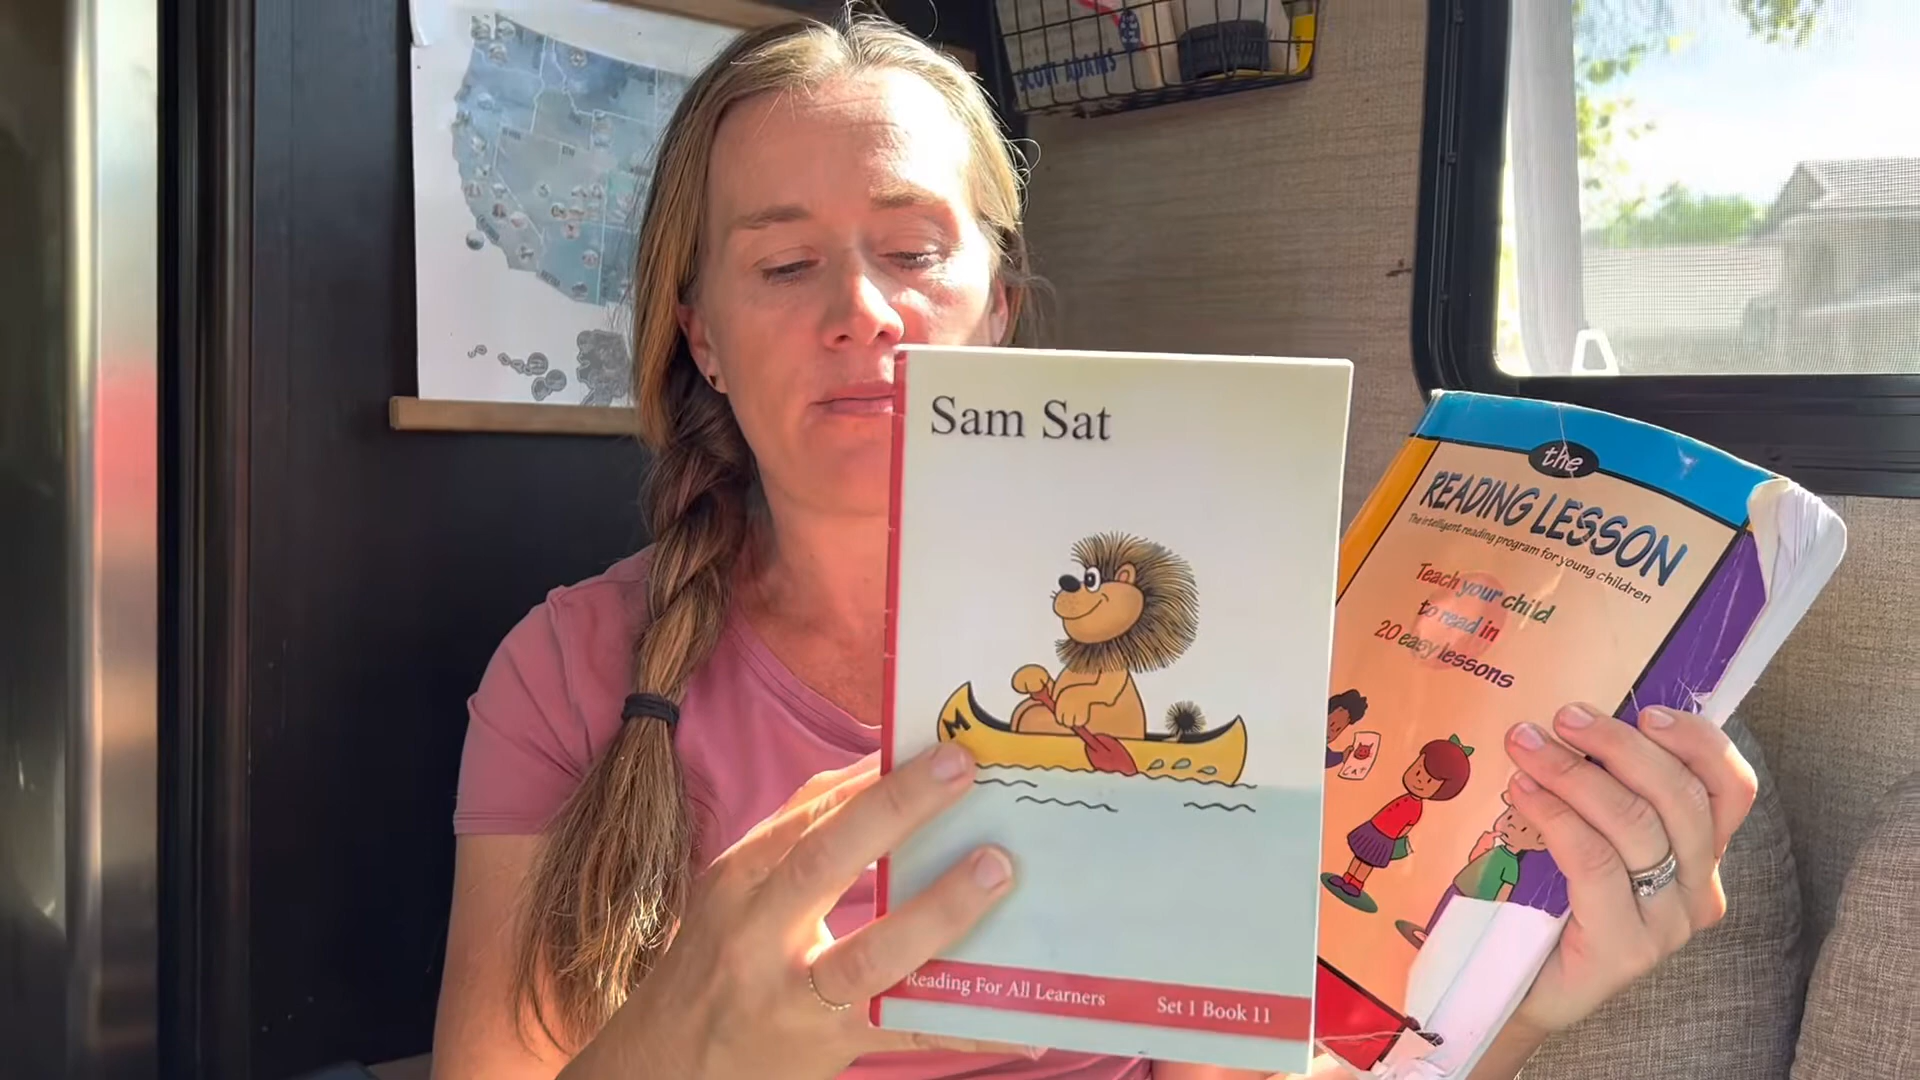 SCOTT ADAMS
Sam Sat
M
Reading For All Learners
Set 1 Book 11
the
READING LESSON
The intelligent reading program for young children
Teach your child
to read in
20 easy lessons
CAT